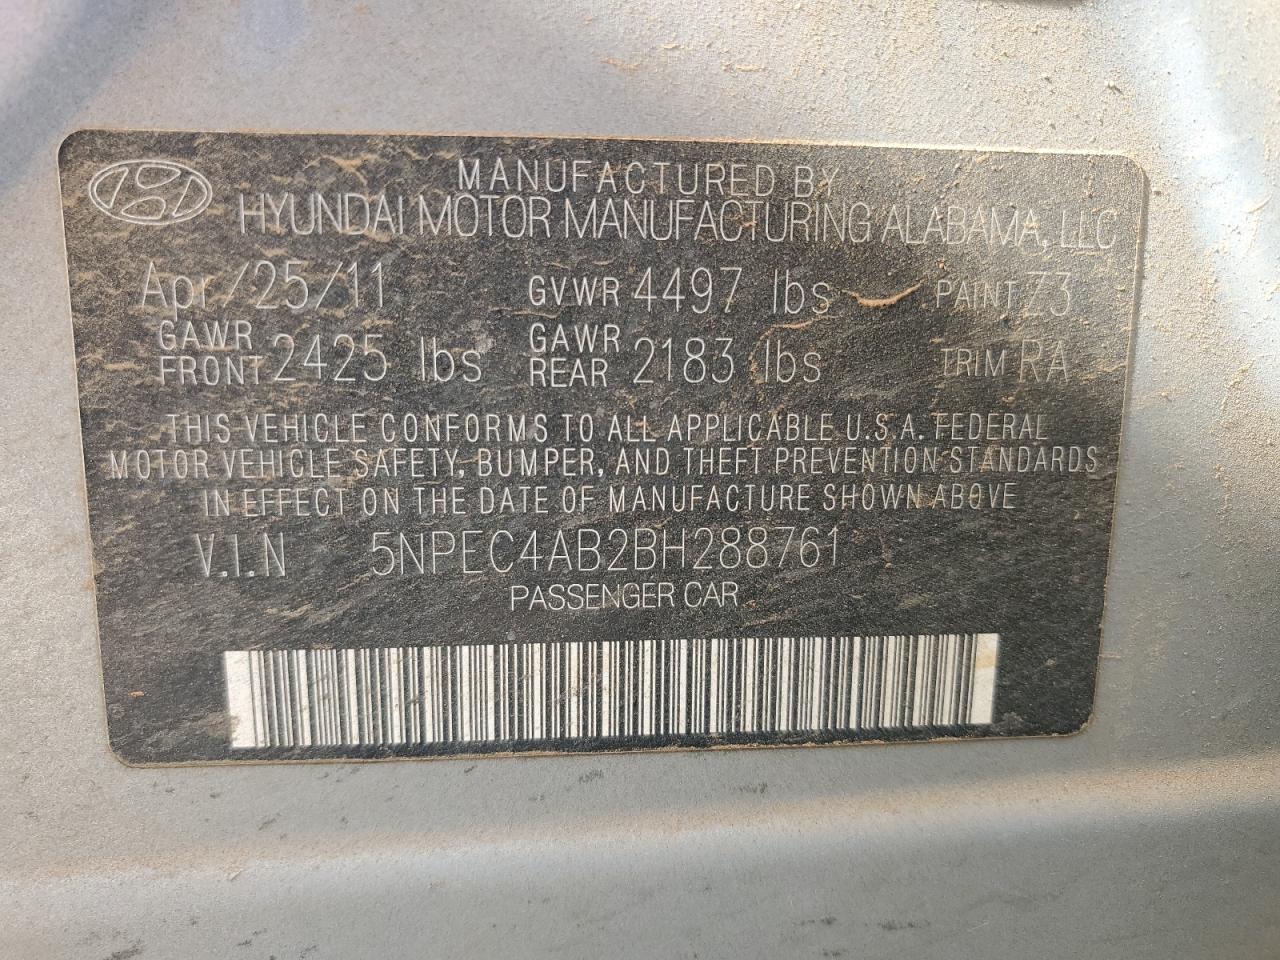 MANUFACTURED BY
HYUNDAI MOTOR MANUFACTURING ALABAMA, LLC
Apr/25/11 GVWR 4497 lbs PAINT Z3
GAWR FRONT 2425 lbs GAWR REAR 2183 lbs TRIM RA
THIS VEHICLE CONFORMS TO ALL APPLICABLE U.S.A. FEDERAL
MOTOR VEHICLE SAFETY, BUMPER, AND THEFT PREVENTION STANDARDS
IN EFFECT ON THE DATE OF MANUFACTURE SHOWN ABOVE
V.I.N 5NPEC4AB2BH288761
PASSENGER CAR